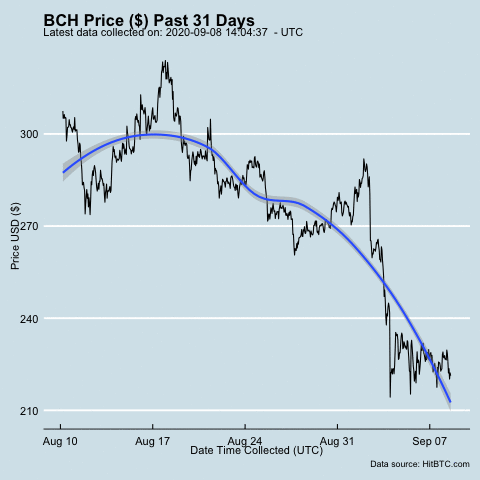 BCH Price ($) Past 31 Days
Latest data collected on: 2020-09-08 14:04:37 - UTC
Price USD ($)
300
270
240
210
Aug 10 Aug 17 Aug 24 Aug 31 Sep 07
Date Time Collected (UTC)
Data source: HitBTC.com